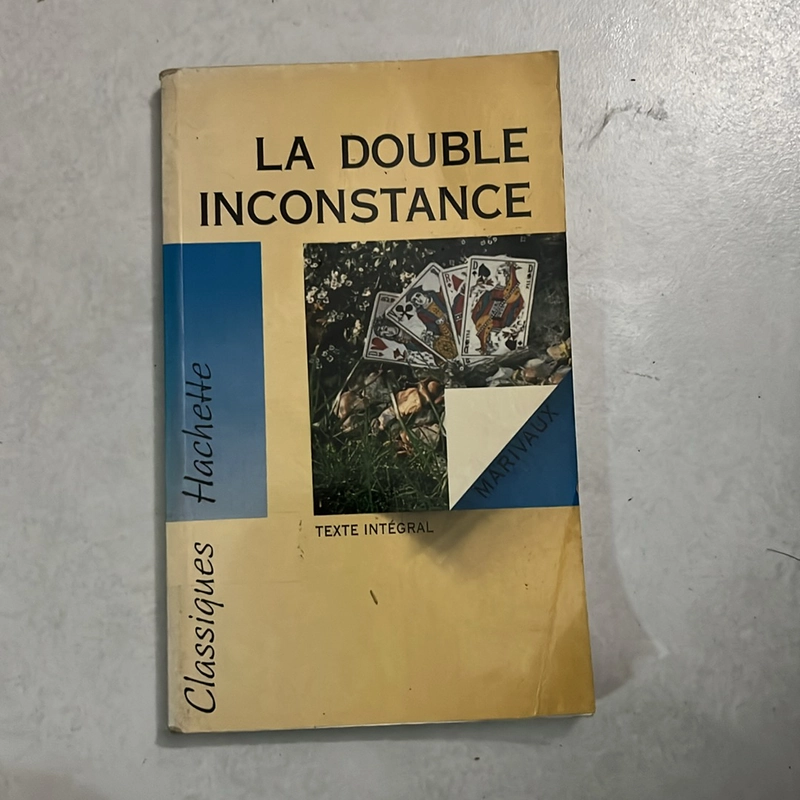 LA DOUBLE
INCONSTANCE
MARIVAUX
TEXTE INTÉGRAL
Classiques Hachette